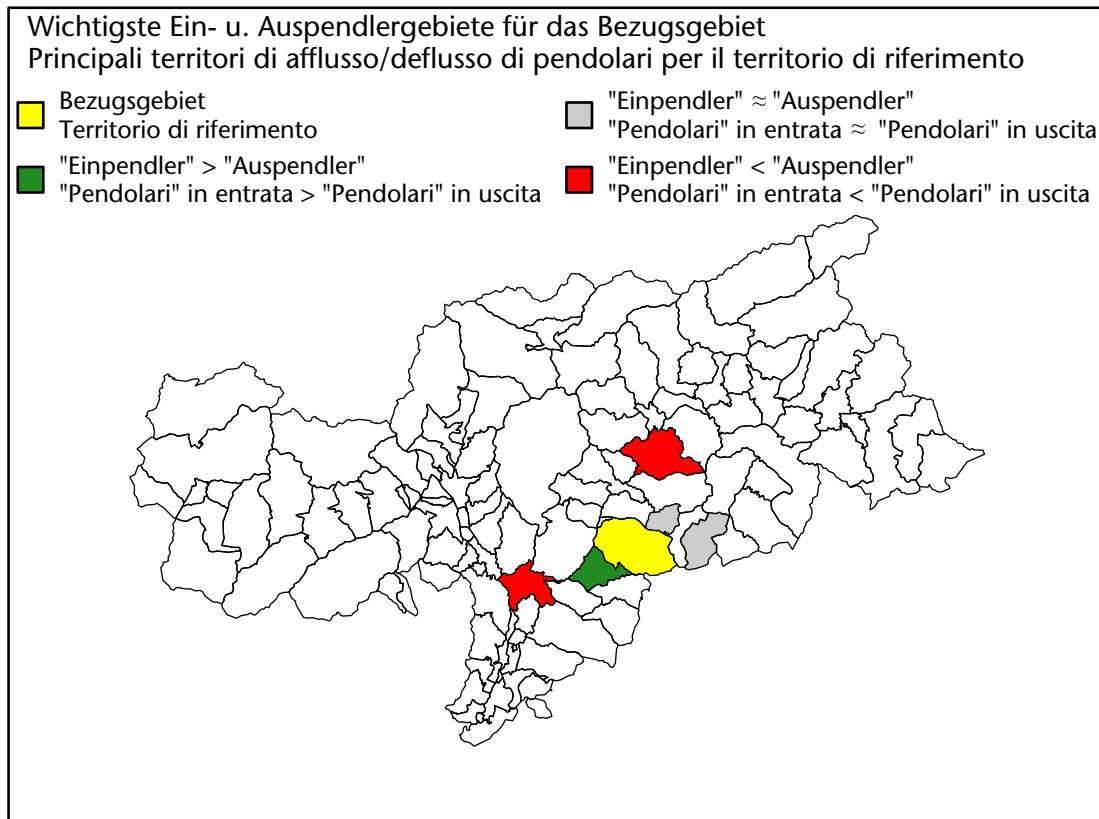 Wichtigste Ein- u. Auspendlergebiete für das Bezugsgebiet
Principali territori di afflusso/deflusso di pendolari per il territorio di riferimento
Bezugsgebiet
Territorio di riferimento
"Einpendler" > "Auspendler"
"Pendolari" in entrata > "Pendolari" in uscita
"Einpendler" ≈ "Auspendler"
"Pendolari" in entrata ≈ "Pendolari" in uscita
"Einpendler" < "Auspendler"
"Pendolari" in entrata < "Pendolari" in uscita